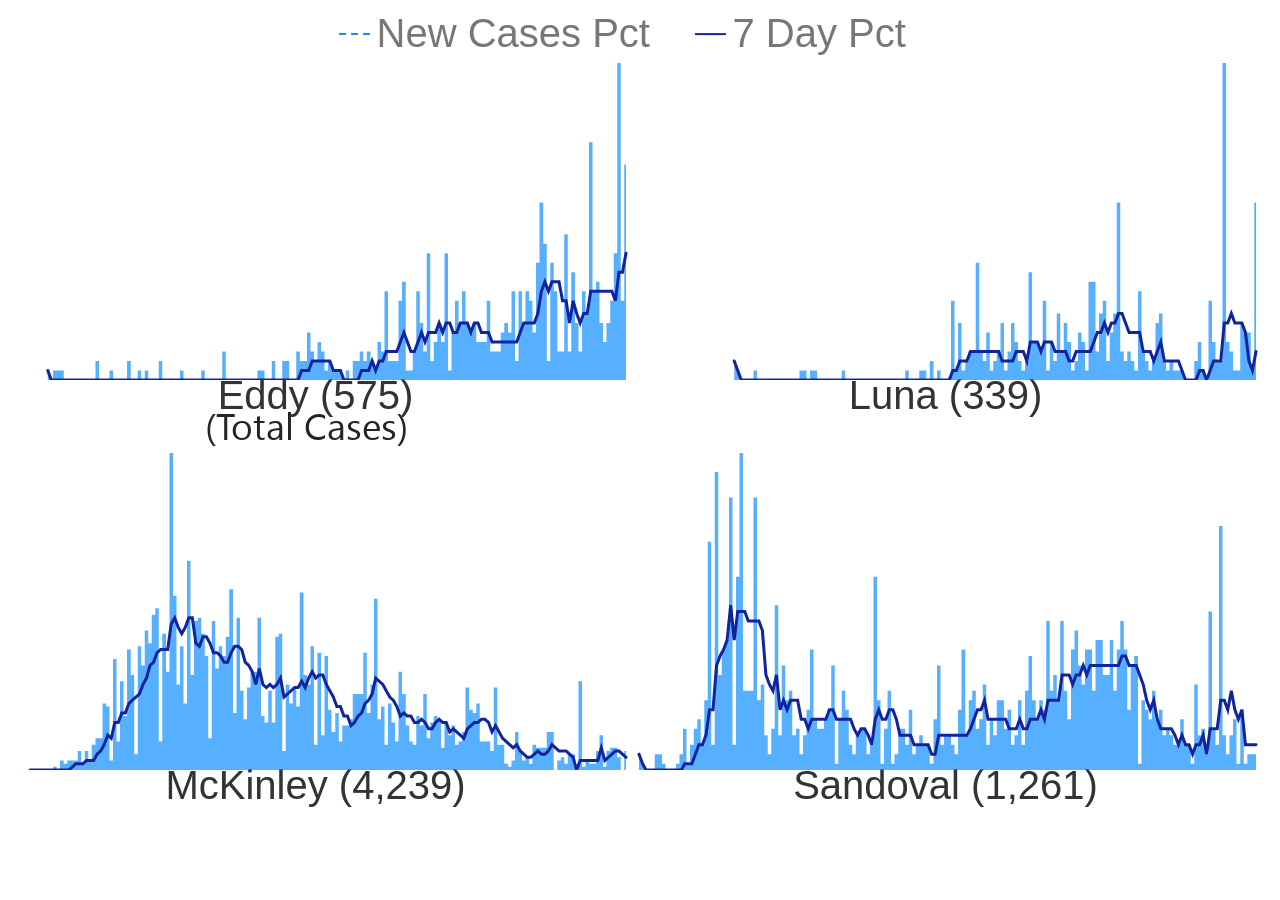 New Cases Pct 7 Day Pct
Eddy (575)
(Total Cases)
Luna (339)
McKinley (4,239)
Sandoval (1,261)